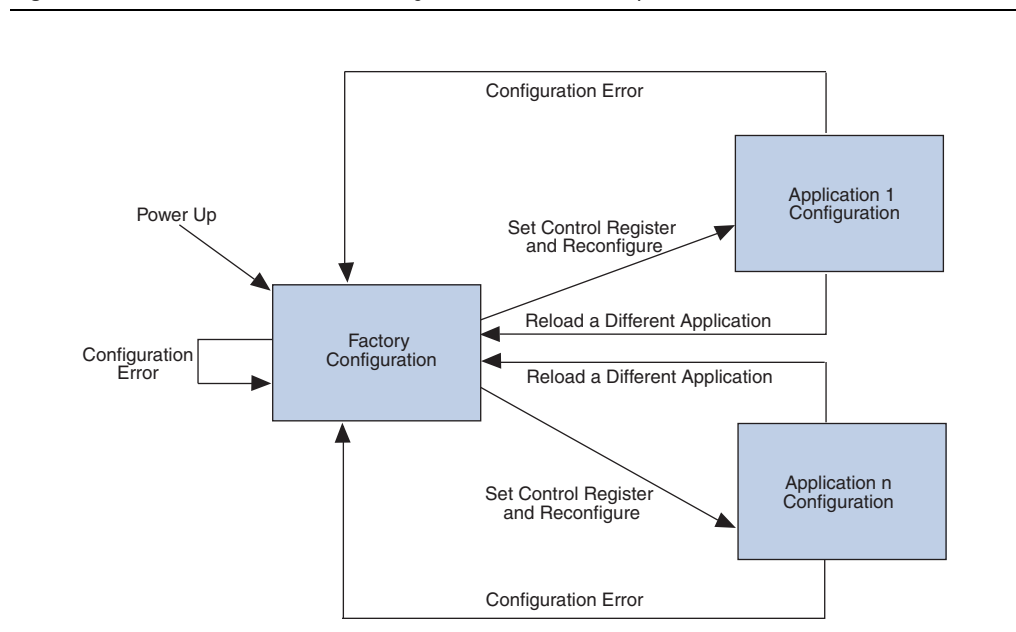 Configuration Error
Application 1
Configuration
Power Up
Set Control Register
and Reconfigure
Reload a Different Application
Factory
Configuration
Configuration
Error
Reload a Different Application
Application n
Configuration
Set Control Register
and Reconfigure
Configuration Error